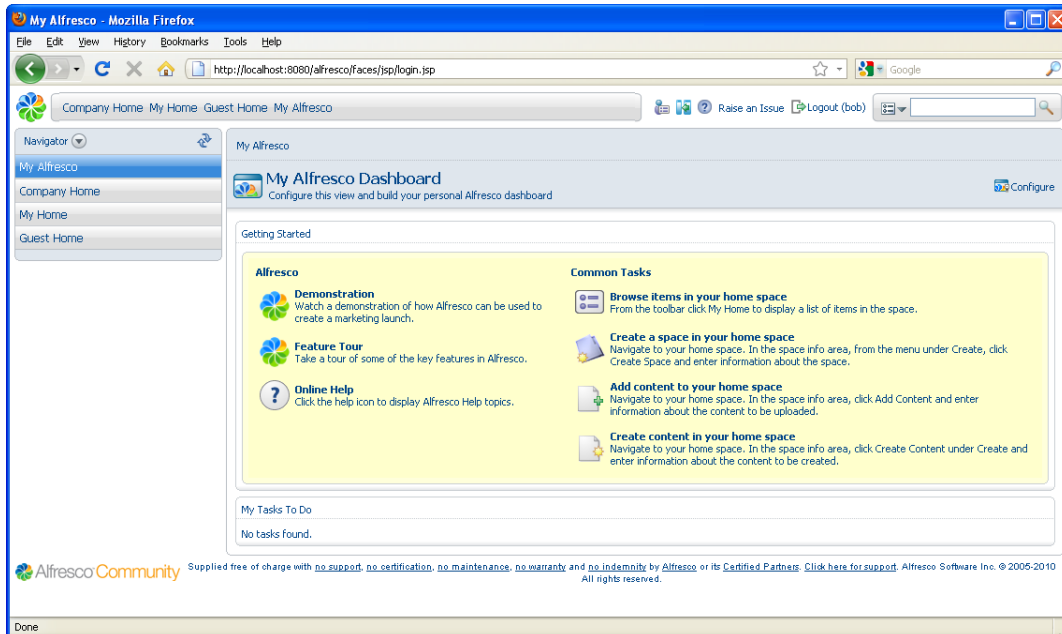 My Alfresco - Mozilla Firefox
File Edit View History Bookmarks Tools Help
http://localhost:8080/alfresco/faces/jsp/login.jsp
Google
Company Home My Home Guest Home My Alfresco
Raise an Issue Logout (bob)
Navigator
My Alfresco
Company Home
My Home
Guest Home
My Alfresco
My Alfresco Dashboard
Configure this view and build your personal Alfresco dashboard
Configure
Getting Started
Alfresco
Demonstration
Watch a demonstration of how Alfresco can be used to
create a marketing launch.
Feature Tour
Take a tour of some of the key features in Alfresco.
Online Help
Click the help icon to display Alfresco Help topics.
Common Tasks
Browse items in your home space
From the toolbar click My Home to display a list of items in the space.
Create a space in your home space
Navigate to your home space. In the space info area, from the menu under Create, click
Create Space and enter information about the space.
Add content to your home space
Navigate to your home space. In the space info area, click Add Content and enter
information about the content to be uploaded.
Create content in your home space
Navigate to your home space. In the space info area, click Create Content under Create and
enter information about the content to be created.
My Tasks To Do
No tasks found.
Alfresco Community
Supplied free of charge with no support, no certification, no maintenance, no warranty and no indemnity by Alfresco or its Certified Partners. Click here for support. Alfresco Software Inc. © 2005-2010
All rights reserved.
Done